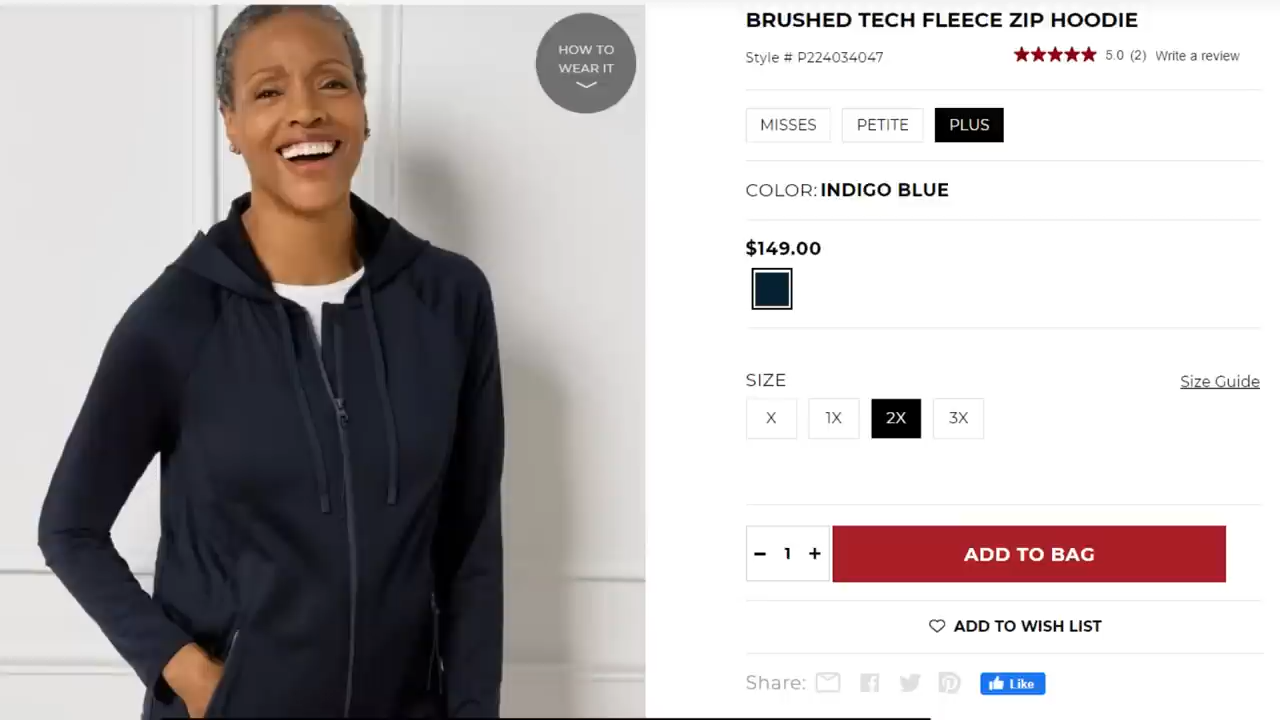 HOW TO
WEAR IT
BRUSHED TECH FLEECE ZIP HOODIE
Style # P224034047
5.0 (2) Write a review
MISSES PETITE PLUS
COLOR: INDIGO BLUE
$149.00
SIZE
Size Guide
X 1X 2X 3X
− 1 + ADD TO BAG
ADD TO WISH LIST
Share: Like